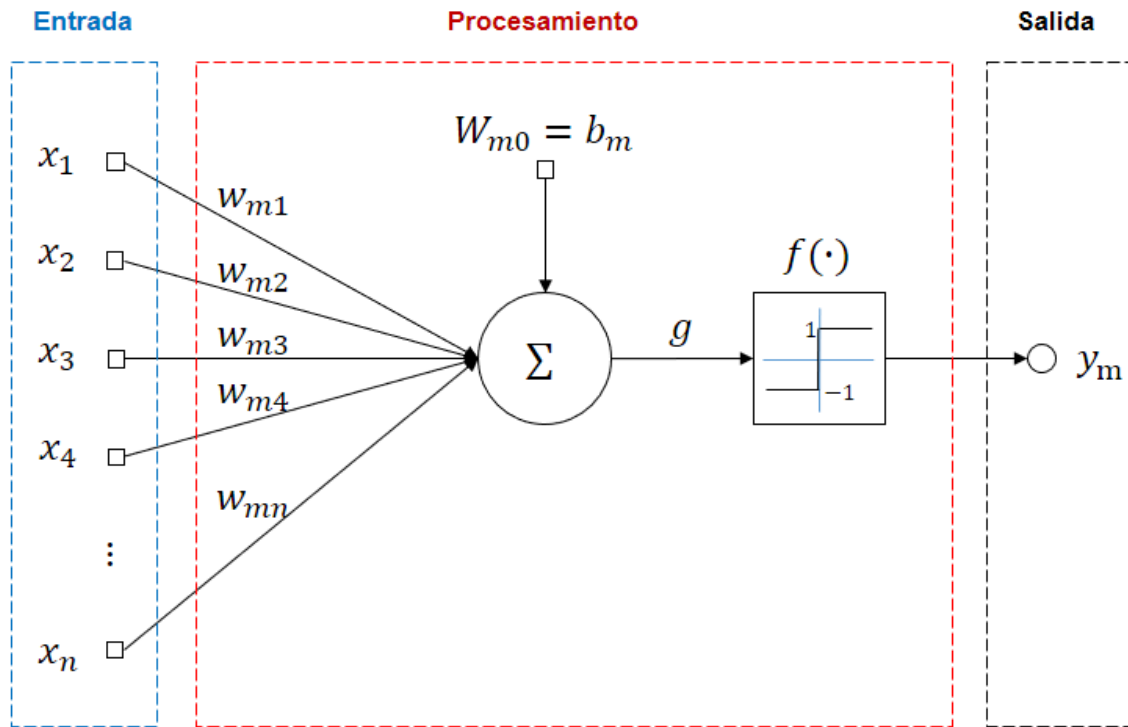 Entrada
Procesamiento
Salida
W_{m0} = b_m
x_1
w_{m1}
x_2
w_{m2}
f(·)
1
-1
x_3
w_{m3}
Σ
g
y_m
x_4
w_{m4}
w_{mn}
⋮
x_n